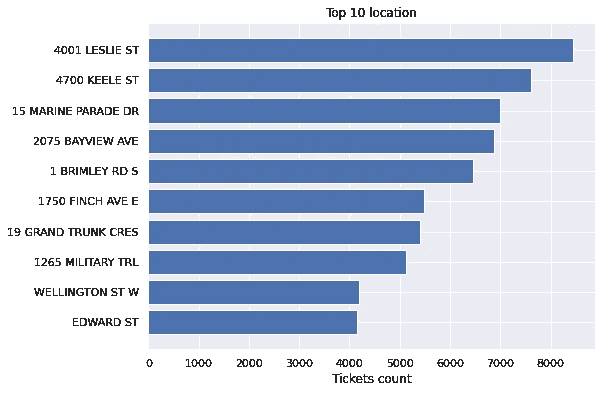 Top 10 location
4001 LESLIE ST
4700 KEELE ST
15 MARINE PARADE DR
2075 BAYVIEW AVE
1 BRIMLEY RD S
1750 FINCH AVE E
19 GRAND TRUNK CRES
1265 MILITARY TRL
WELLINGTON ST W
EDWARD ST
0 1000 2000 3000 4000 5000 6000 7000 8000
Tickets count